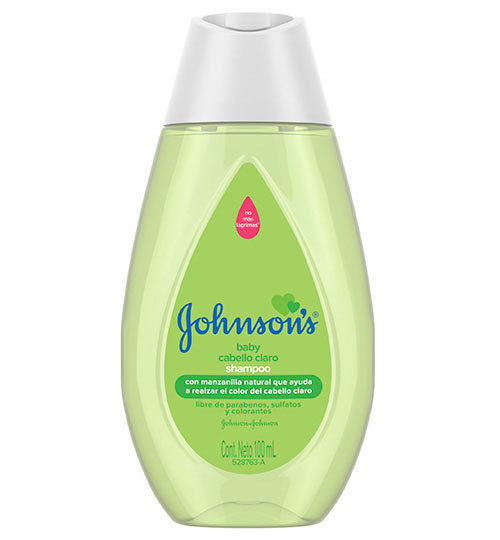 no
más
lágrimas*
Johnson's®
baby
cabello claro
shampoo
con manzanilla natural que ayuda
a realzar el color del cabello claro
libre de parabenos, sulfatos
y colorantes
Johnson & Johnson
Cont. Neto 100 mL
528763-A